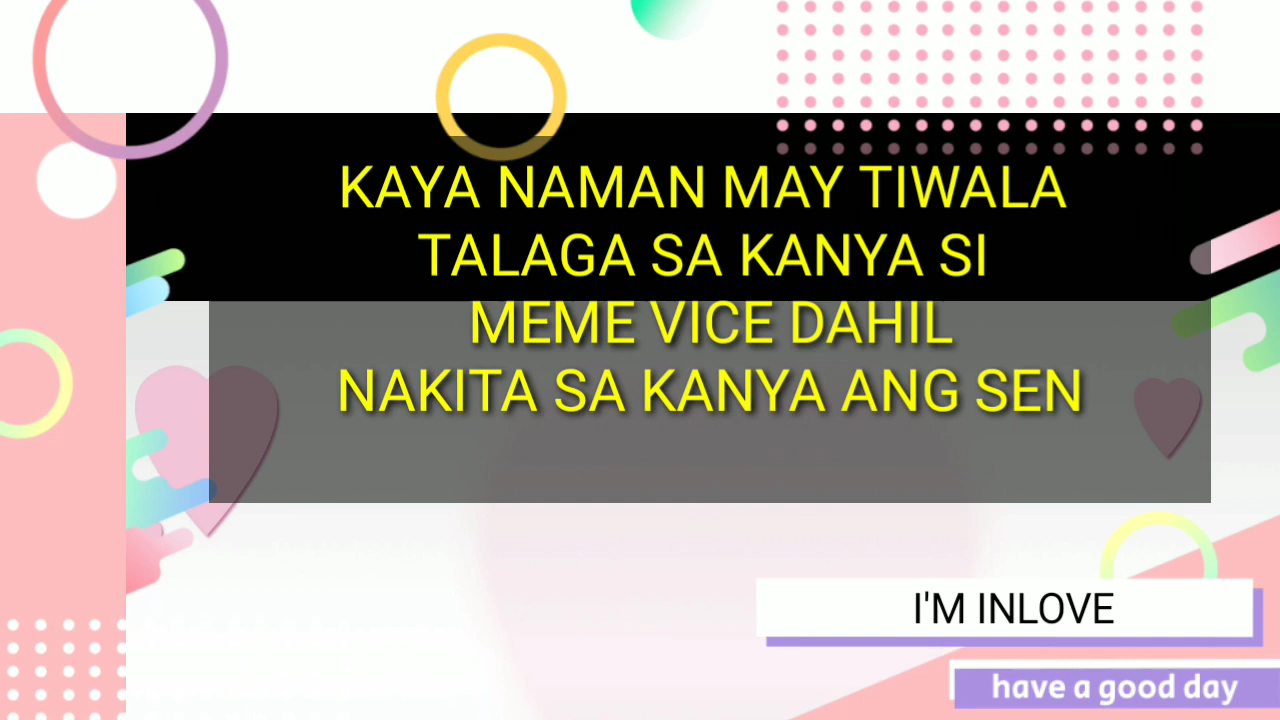 KAYA NAMAN MAY TIWALA
TALAGA SA KANYA SI
MEME VICE DAHIL
NAKITA SA KANYA ANG SEN
I'M INLOVE
have a good day